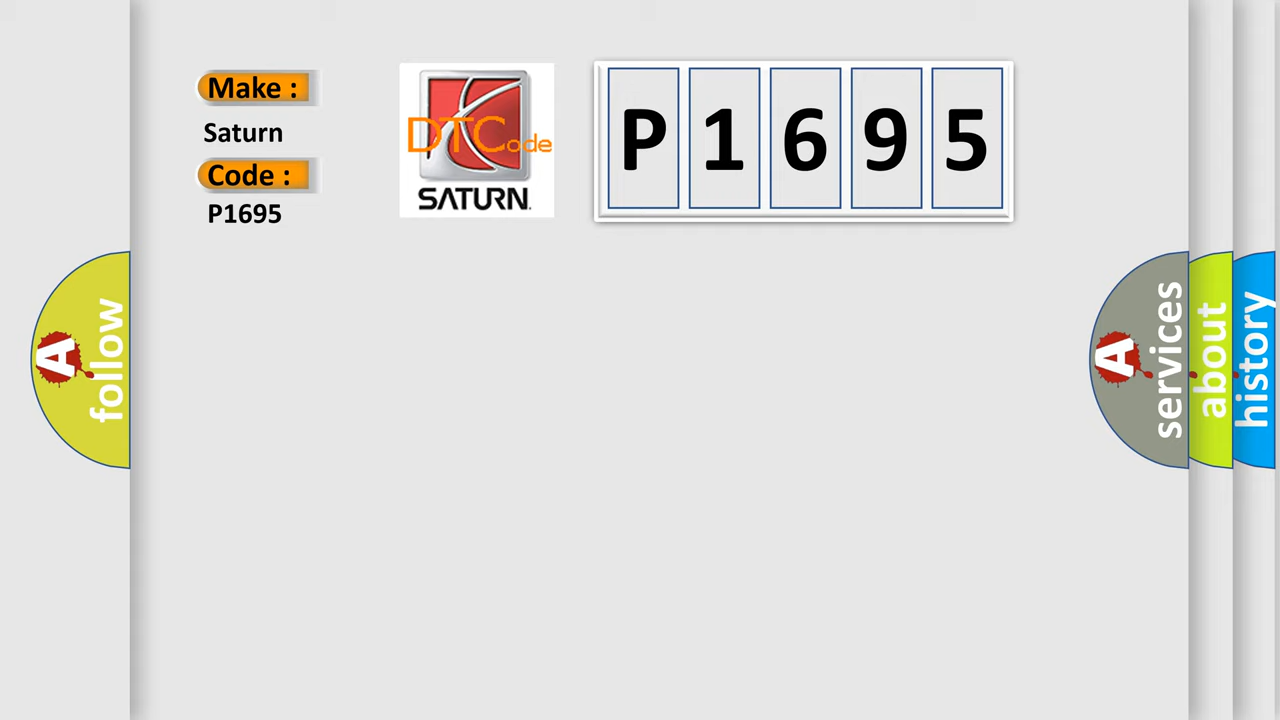 Make :
Saturn
Code :
P1695
DTCode
SATURN.
P 1 6 9 5
A follow
A services
about
history